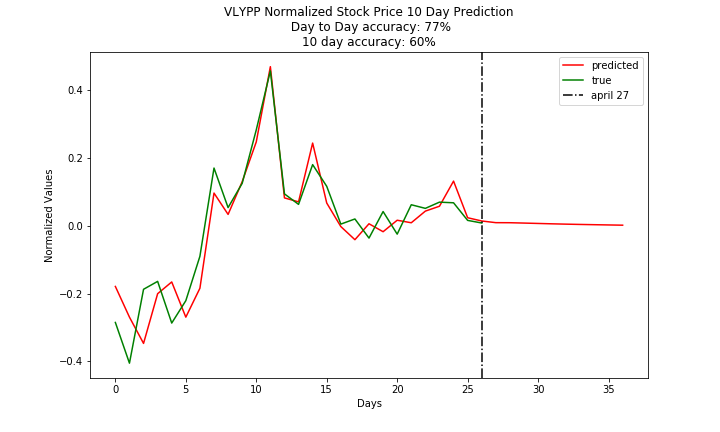 VLYPP Normalized Stock Price 10 Day Prediction
Day to Day accuracy: 77%
10 day accuracy: 60%
predicted
true
april 27
Normalized Values
0.4
0.2
0.0
−0.2
−0.4
0 5 10 15 20 25 30 35
Days